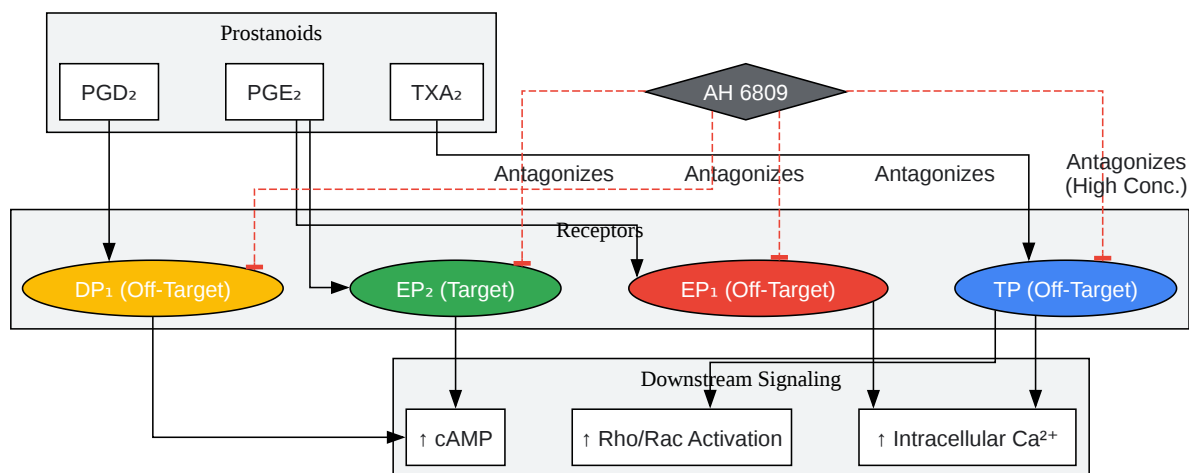 Prostanoids
PGD₂
PGE₂
TXA₂
AH 6809
Antagonizes
Antagonizes
Antagonizes
Antagonizes
(High Conc.)
Receptors
DP₁ (Off-Target)
EP₂ (Target)
EP₁ (Off-Target)
TP (Off-Target)
Downstream Signaling
↑ cAMP
↑ Rho/Rac Activation
↑ Intracellular Ca²⁺